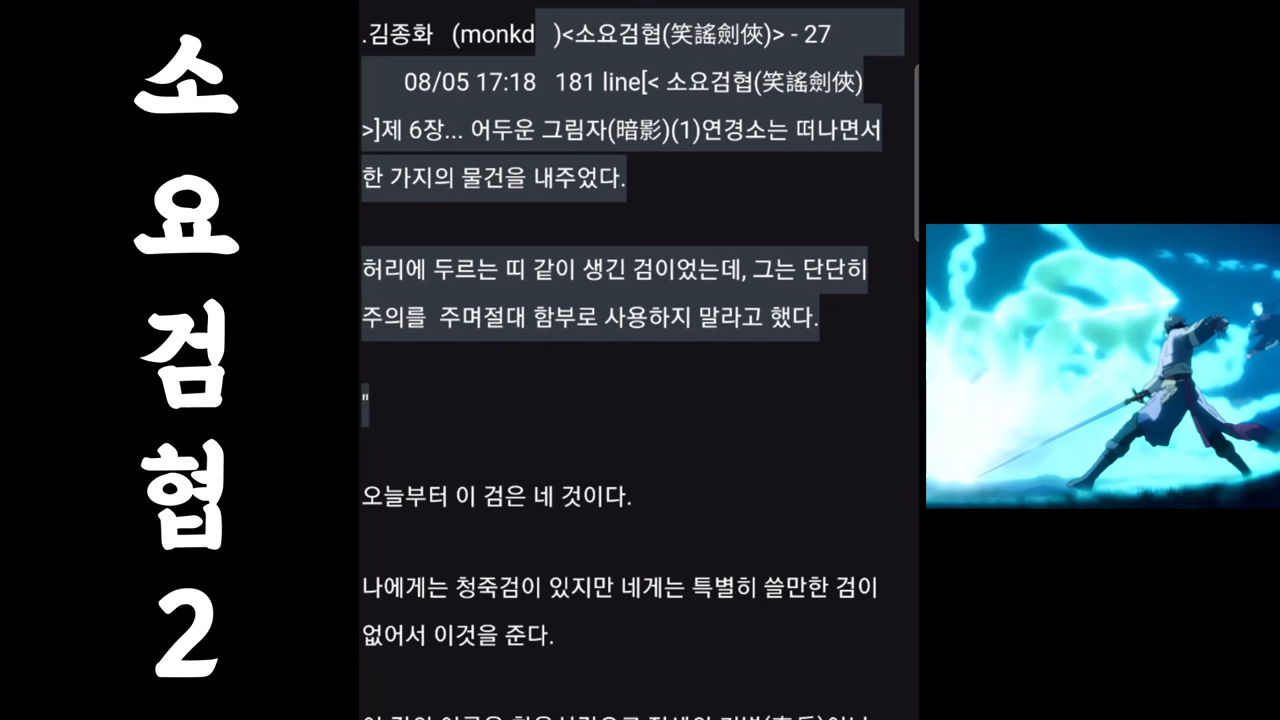 소
요
검
협
2
.김종화 (monkd )<소요검협(笑謠劍俠)> - 27
08/05 17:18 181 line[< 소요검협(笑謠劍俠)
>]제 6장... 어두운 그림자(暗影)(1)연경소는 떠나면서
한 가지의 물건을 내주었다.
허리에 두르는 띠 같이 생긴 검이었는데, 그는 단단히
주의를 주며절대 함부로 사용하지 말라고 했다.
"
오늘부터 이 검은 네 것이다.
나에게는 청죽검이 있지만 네게는 특별히 쓸만한 검이
없어서 이것을 준다.